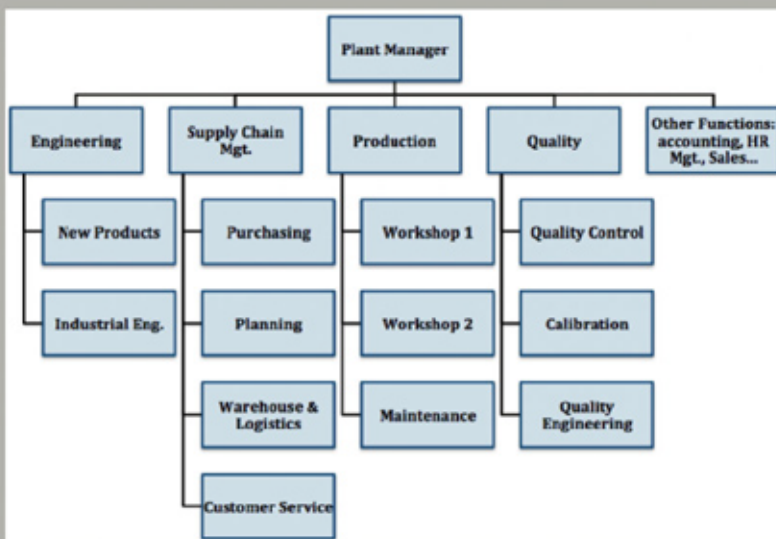 Plant Manager
Engineering
Supply Chain
Mgt.
Production
Quality
Other Functions:
accounting, HR
Mgt., Sales...
New Products
Purchasing
Workshop 1
Quality Control
Industrial Eng.
Planning
Workshop 2
Calibration
Warehouse &
Logistics
Maintenance
Quality
Engineering
Customer Service